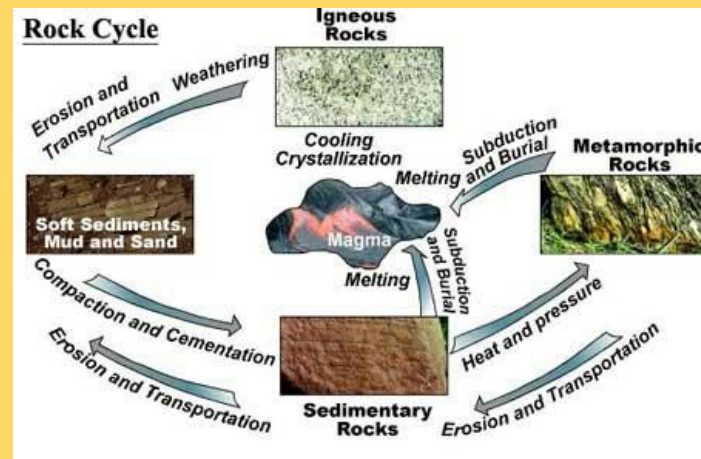 Rock Cycle
Igneous
Rocks
Weathering
Erosion and
Transportation
Cooling
Crystallization
Subduction
and Burial
Melting
Metamorphic
Rocks
Soft Sediments,
Mud and Sand
Magma
Melting
Subduction
and Burial
Compaction and Cementation
Heat and pressure
Erosion and Transportation
Sedimentary
Rocks
Erosion and Transportation